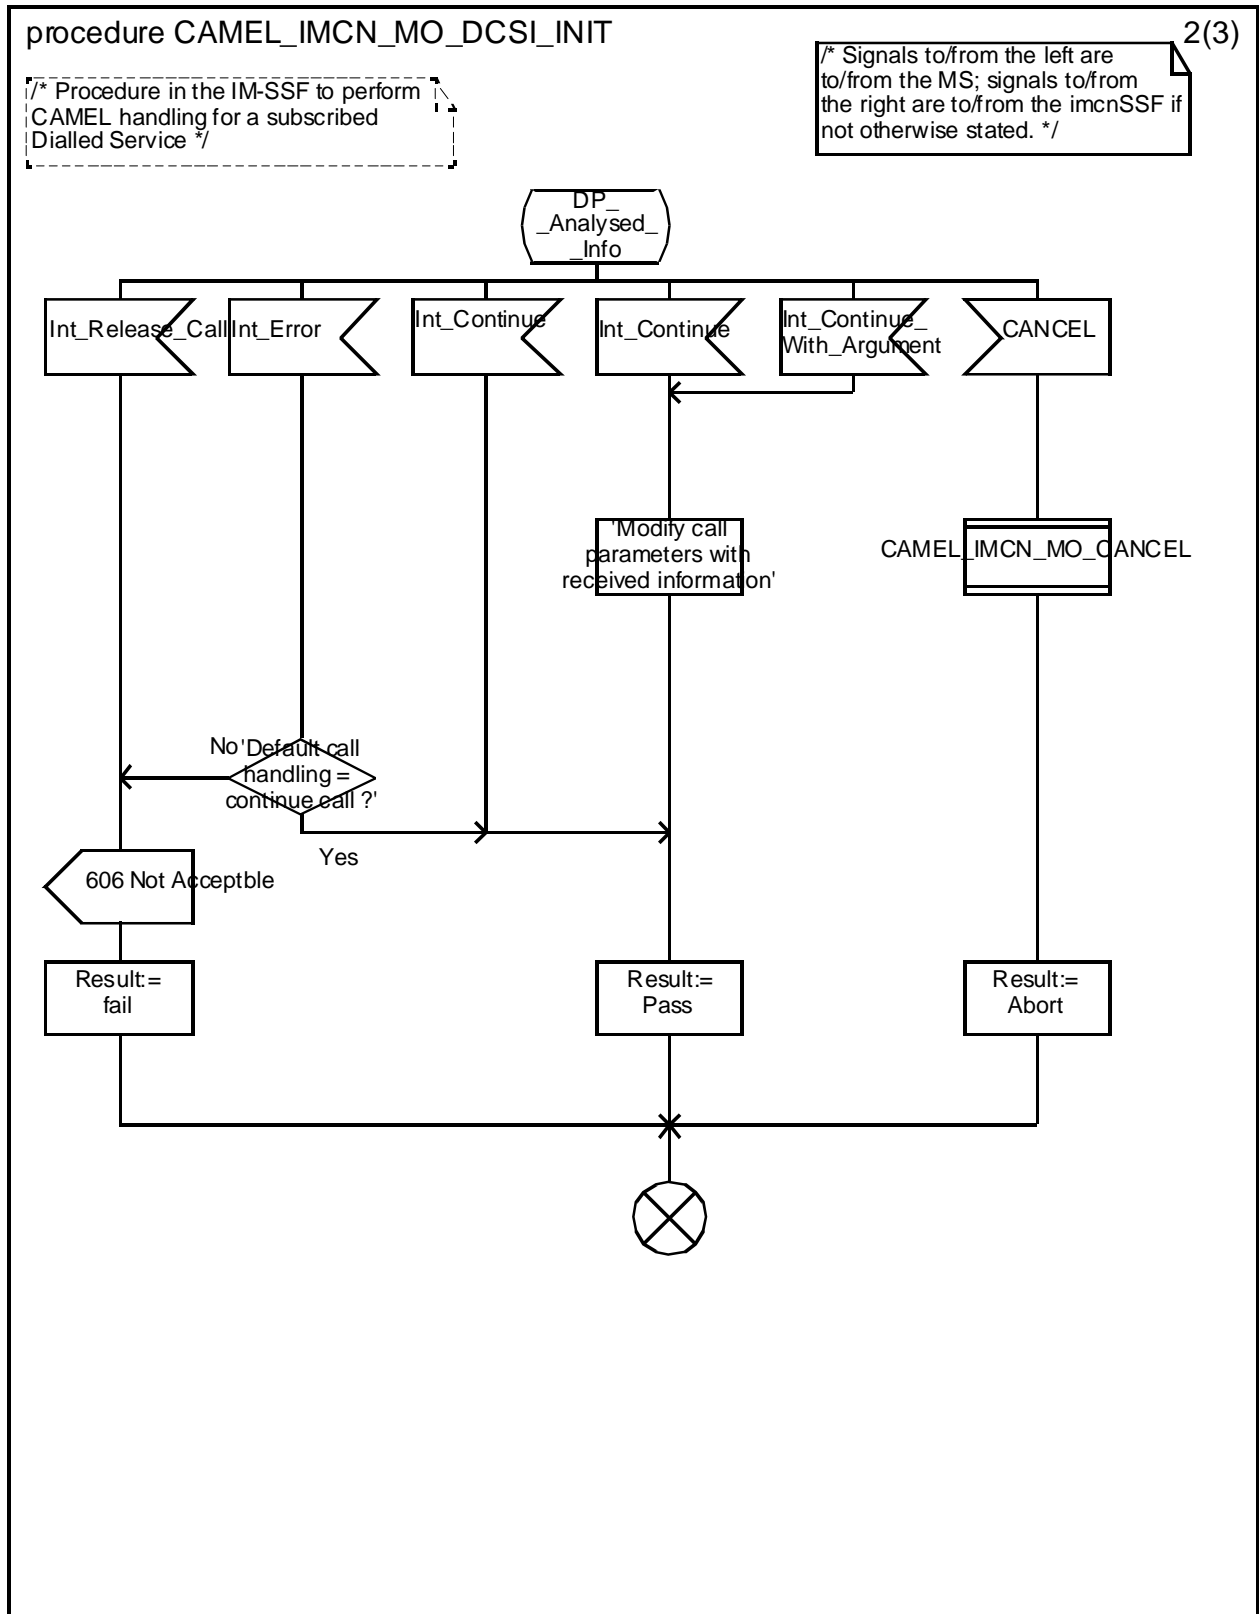 procedure CAMEL_IMCN_MO_DCSI_INIT
2(3)
/* Procedure in the IM-SSF to perform
CAMEL handling for a subscribed
Dialled Service */
/* Signals to/from the left are
to/from the MS; signals to/from
the right are to/from the imcnSSF if
not otherwise stated. */
DP_
_Analysed_
_Info
Int_Release_Call
Int_Error
Int_Continue
Int_Continue
Int_Continue_
With_Argument
CANCEL
'Modify call
parameters with
received information'
CAMEL_IMCN_MO_CANCEL
No
'Default call
handling =
continue call ?'
Yes
606 Not Acceptble
Result:=
fail
Result:=
Pass
Result:=
Abort